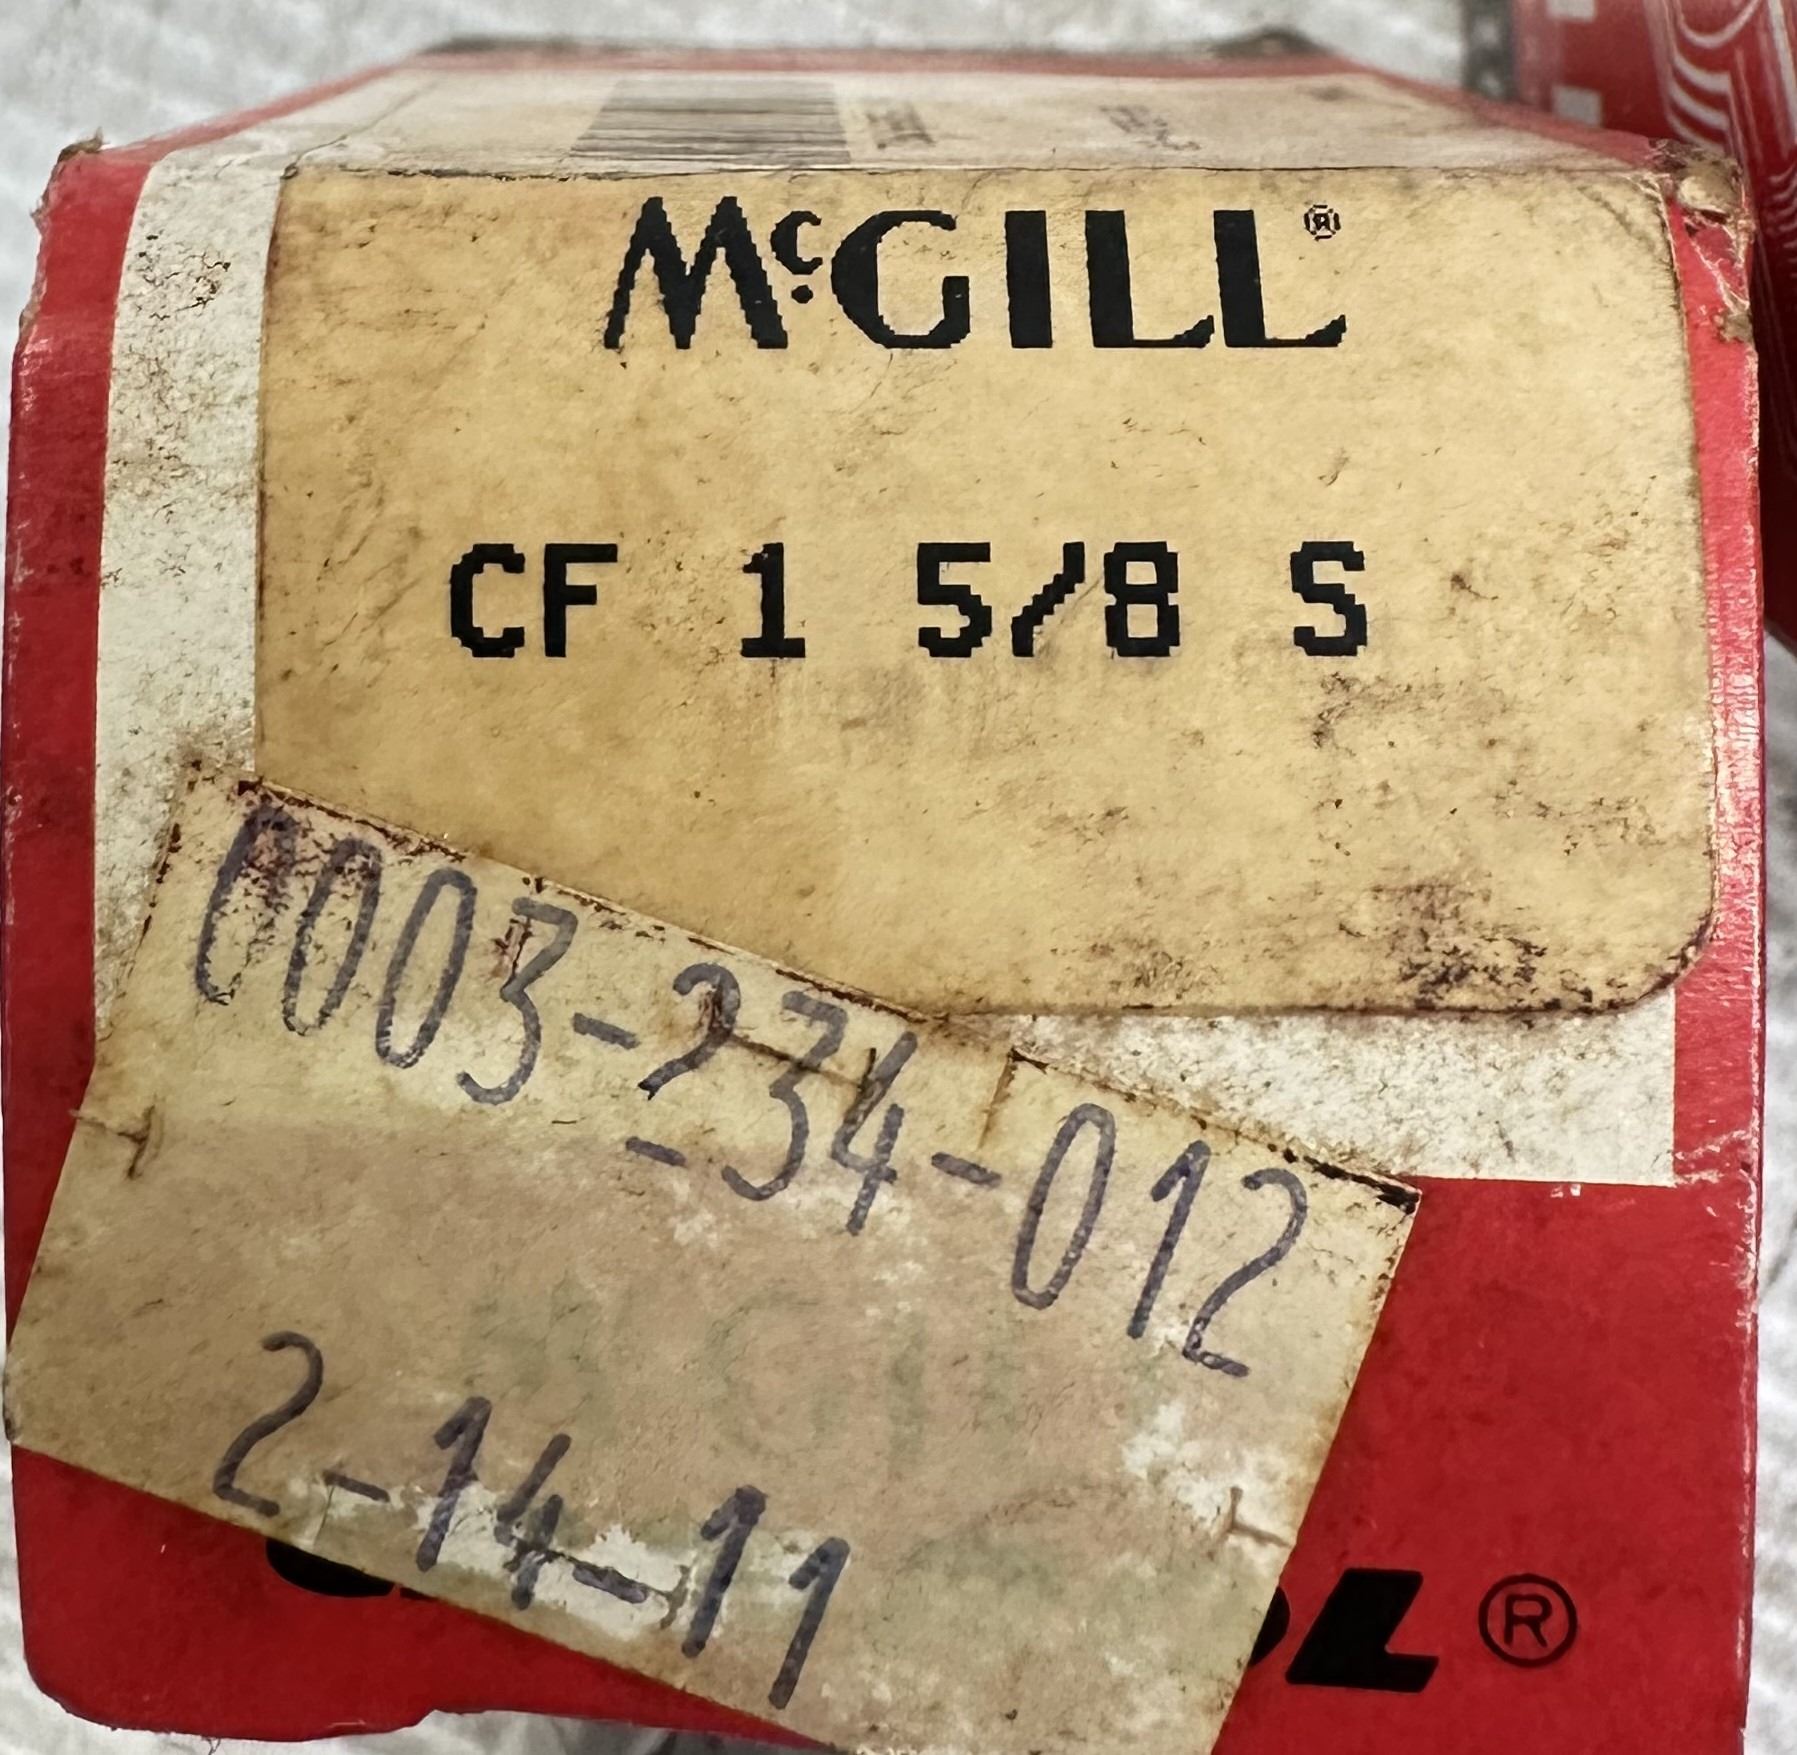 McGILL®
CF 1 5/8 S
0003-234-012
2-14-11
®